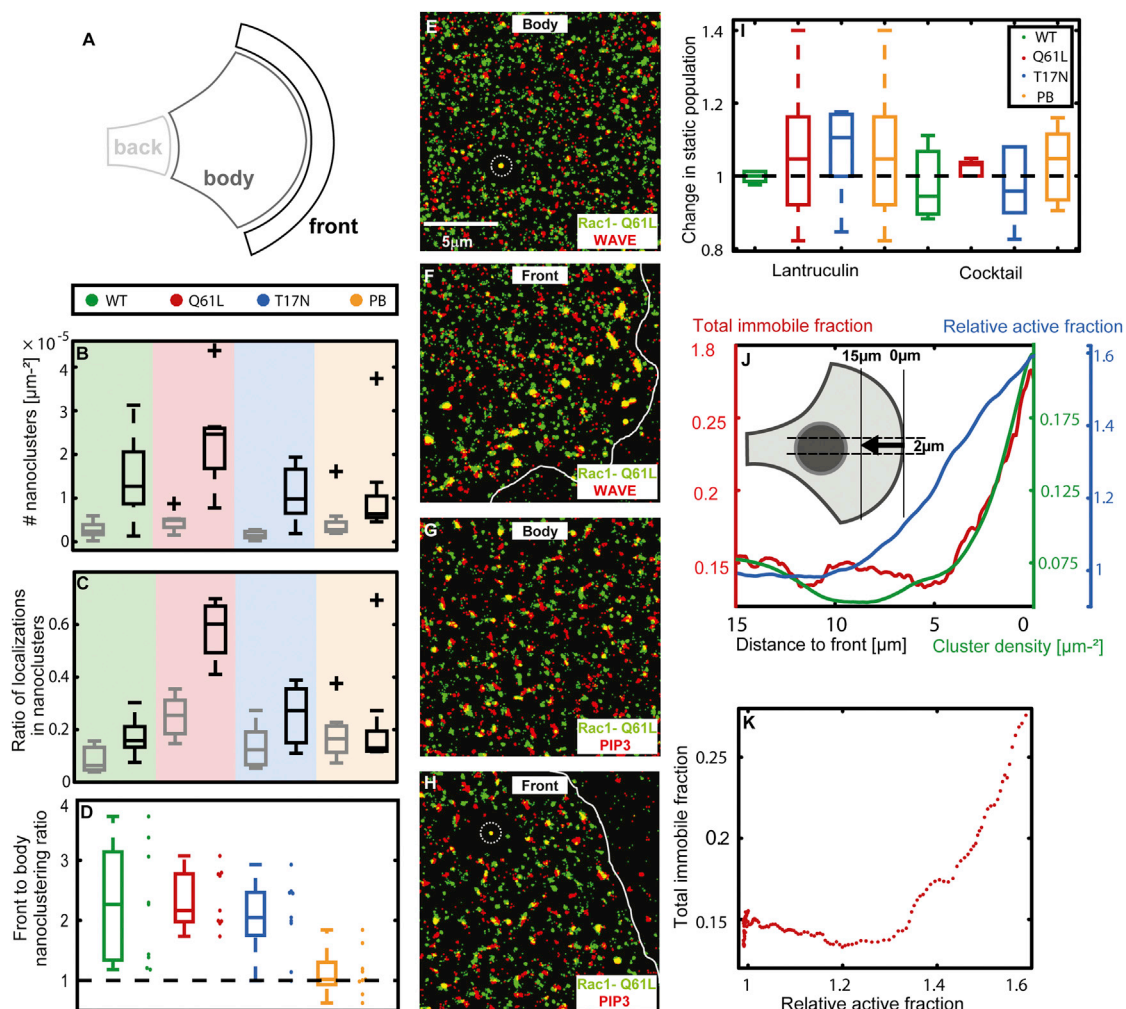 A
back
body
front
WT Q61L T17N PB
B
# nanoclusters [μm-²] × 10-5
5
4
3
2
1
0
C
Ratio of localizations
in nanoclusters
0.6
0.4
0.2
0
D
Front to body
nanoclustering ratio
4
3
2
1
E
Body
5μm
Rac1- Q61L
WAVE
F
Front
Rac1- Q61L
WAVE
G
Body
Rac1- Q61L
PIP3
H
Front
Rac1- Q61L
PIP3
I
Change in static population
1.4
1.2
1
0.8
WT
Q61L
T17N
PB
Lantruculin Cocktail
Total immobile fraction Relative active fraction
J
1.8
0.25
0.2
0.15
15μm 0μm
2μm
0.175
0.125
0.075
1.6
1.4
1.2
1
15 10 5 0
Distance to front [μm] Cluster density [μm-²]
K
Total immobile fraction
0.25
0.2
0.15
1 1.2 1.4 1.6
Relative active fraction